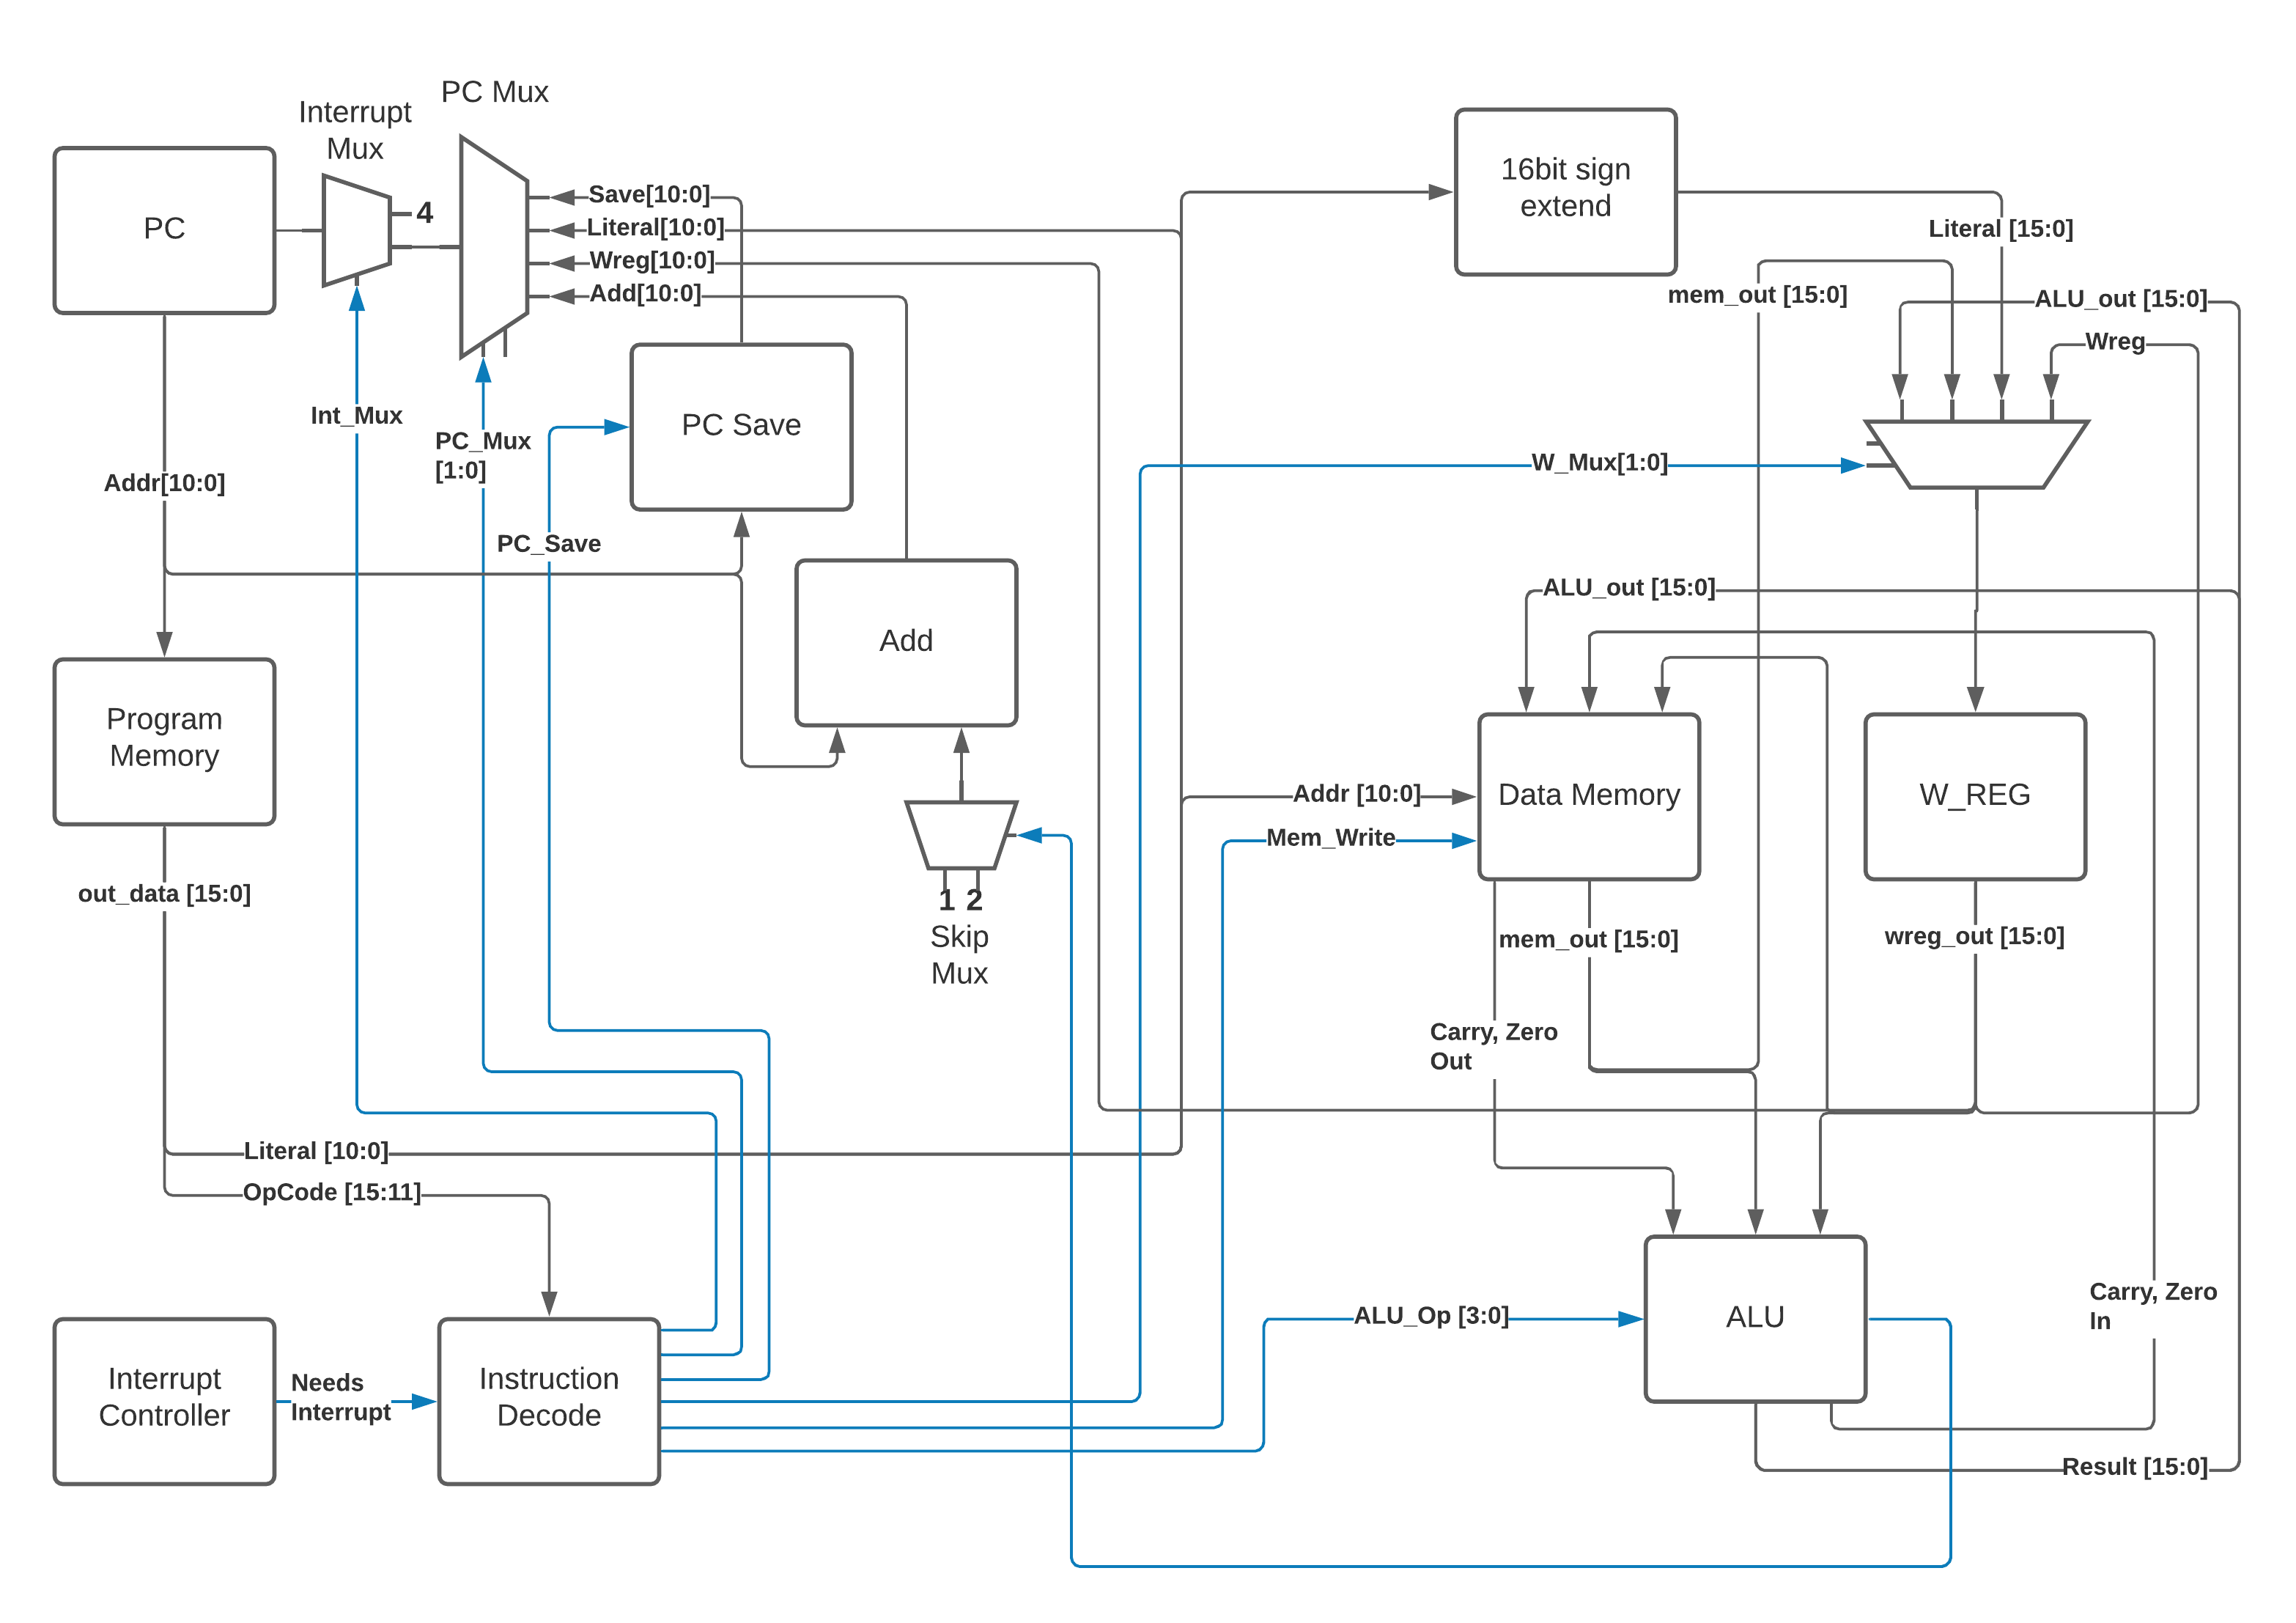 PC Mux
Interrupt
Mux
PC
4
Save[10:0]
Literal[10:0]
Wreg[10:0]
Add[10:0]
16bit sign
extend
Literal [15:0]
mem_out [15:0]
ALU_out [15:0]
Wreg
Int_Mux
PC_Mux
[1:0]
PC Save
W_Mux[1:0]
Addr[10:0]
PC_Save
ALU_out [15:0]
Add
Program
Memory
Addr [10:0]
Data Memory
W_REG
Mem_Write
out_data [15:0]
1 2
Skip
Mux
mem_out [15:0]
wreg_out [15:0]
Carry, Zero
Out
Literal [10:0]
OpCode [15:11]
Carry, Zero
In
ALU_Op [3:0]
ALU
Interrupt
Controller
Needs
Interrupt
Instruction
Decode
Result [15:0]